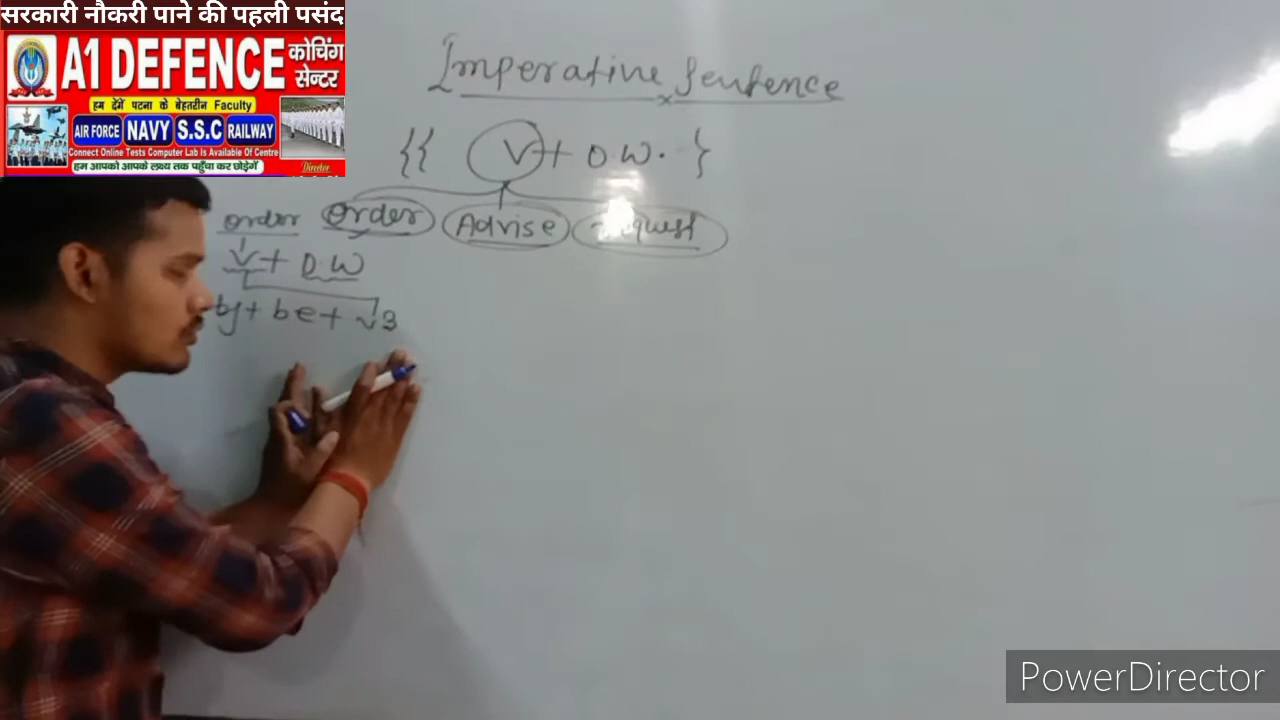 सरकारी नौकरी पाने की पहली पसंद
A1 DEFENCE कोचिंग सेन्टर
हम देंगें पटना के बेहतरीन Faculty
AIR FORCE NAVY S.S.C RAILWAY
Connect Online Tests Computer Lab Is Available Of Centre
हम आपको आपके लक्ष्य तक पहुँचा कर छोड़ेगें
Director
Imperative Sentence
{{ V + O W. }
order order Advise Request
V + O W
bj + be + v3
PowerDirector